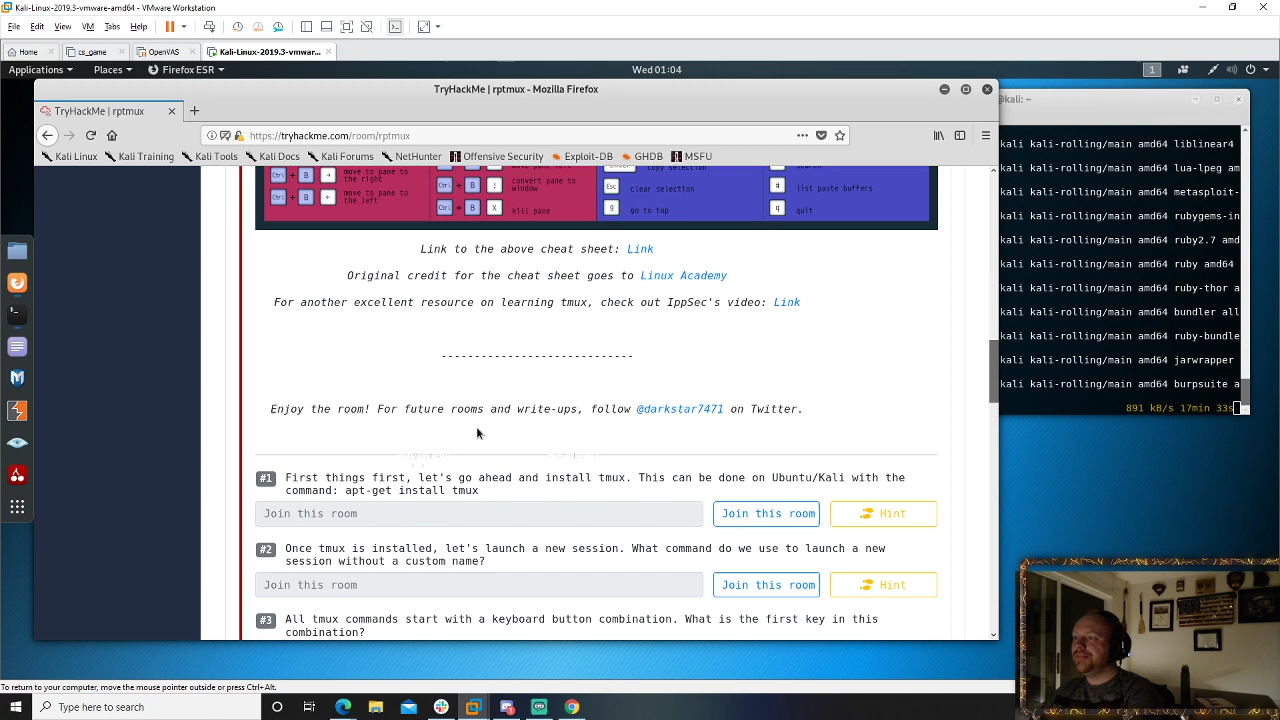 Kali-Linux-2019.3-vmware-amd64 - VMware Workstation
File Edit View VM Tabs Help
Home cs_game OpenVAS Kali-Linux-2019.3-vmwar...
Applications Places Firefox ESR Wed 01:04 1
TryHackMe | rptmux - Mozilla Firefox
@kali: ~
TryHackMe | rptmux
https://tryhackme.com/room/rptmux
Kali Linux Kali Training Kali Tools Kali Docs Kali Forums NetHunter Offensive Security Exploit-DB GHDB MSFU
Ctrl + B → move to pane to the right
Ctrl + B ← move to pane to the left
Ctrl + B ! convert pane to window
Ctrl + B X kill pane
copy selection
Esc clear selection
g go to top
# list paste buffers
q quit
Link to the above cheat sheet: Link
Original credit for the cheat sheet goes to Linux Academy
For another excellent resource on learning tmux, check out IppSec's video: Link
-----------------------------
Enjoy the room! For future rooms and write-ups, follow @darkstar7471 on Twitter.
#1 First things first, let's go ahead and install tmux. This can be done on Ubuntu/Kali with the
command: apt-get install tmux
Join this room Join this room Hint
#2 Once tmux is installed, let's launch a new session. What command do we use to launch a new
session without a custom name?
Join this room Join this room Hint
#3 All tmux commands start with a keyboard button combination. What is the first key in this
combination?
kali kali-rolling/main amd64 liblinear4
kali kali-rolling/main amd64 lua-lpeg am
kali kali-rolling/main amd64 metasploit-
kali kali-rolling/main amd64 rubygems-in
kali kali-rolling/main amd64 ruby2.7 amd
kali kali-rolling/main amd64 ruby amd64
kali kali-rolling/main amd64 ruby-thor a
kali kali-rolling/main amd64 bundler all
kali kali-rolling/main amd64 ruby-bundle
kali kali-rolling/main amd64 jarwrapper
kali kali-rolling/main amd64 burpsuite a
891 kB/s 17min 33s
To return to your computer, move the mouse pointer outside or press Ctrl+Alt.
Type here to search